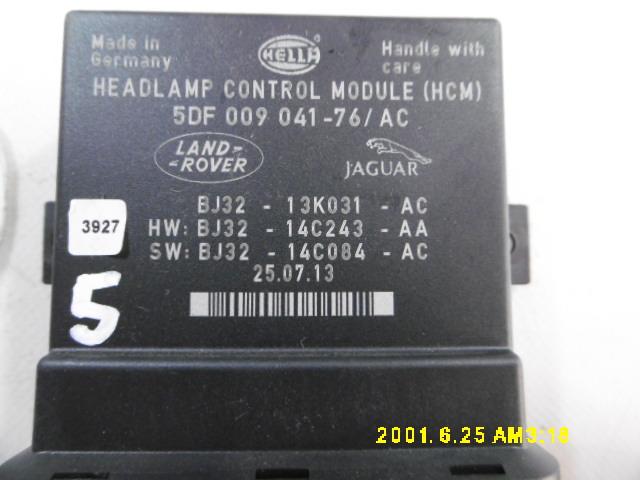 Made in
Germany
HELLA
Handle with
care
HEADLAMP CONTROL MODULE (HCM)
5DF 009 041-76/AC
LAND-
-ROVER
JAGUAR
BJ32 - 13K031 - AC
HW: BJ32 - 14C243 - AA
SW: BJ32 - 14C084 - AC
25.07.13
3927
5
2001.6.25 AM3:18